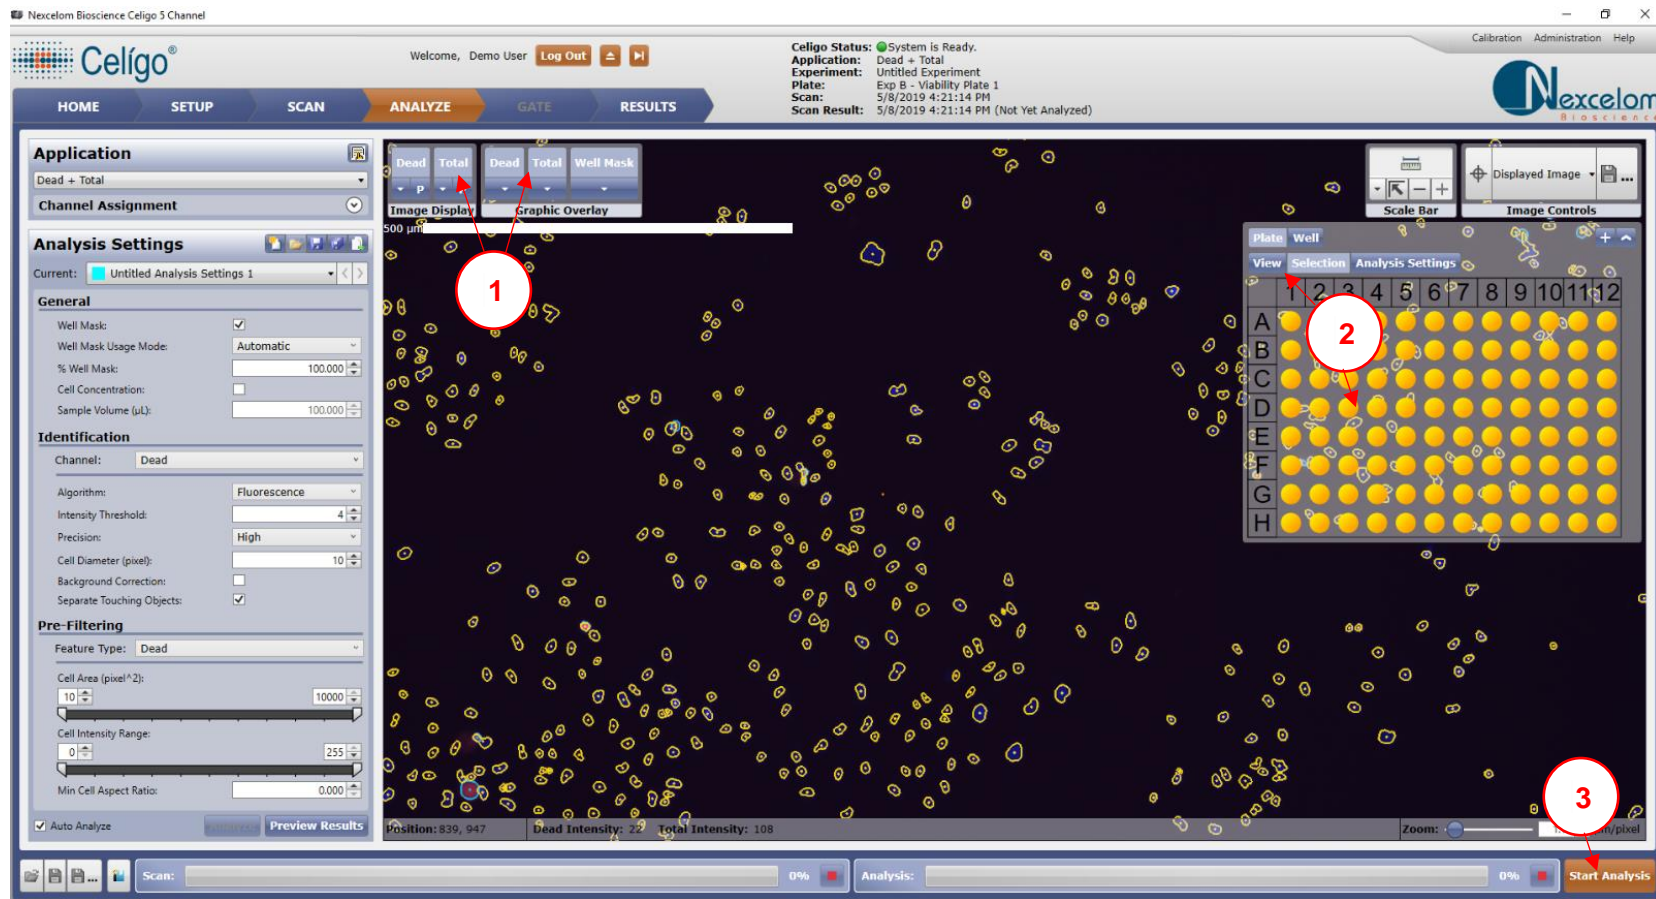 Nexcelom Bioscience Celigo 5 Channel
Calibration Administration Help
Celígo®
Welcome, Demo User Log Out
Celigo Status: System is Ready.
Application: Dead + Total
Experiment: Untitled Experiment
Plate: Exp B - Viability Plate 1
Scan: 5/8/2019 4:21:14 PM
Scan Result: 5/8/2019 4:21:14 PM (Not Yet Analyzed)
Nexcelom
Bioscience
HOME SETUP SCAN ANALYZE GATE RESULTS
Application
Dead + Total
Channel Assignment
Analysis Settings
Current: Untitled Analysis Settings 1
General
Well Mask:
Well Mask Usage Mode: Automatic
% Well Mask: 100.000
Cell Concentration:
Sample Volume (µL): 100.000
Identification
Channel: Dead
Algorithm: Fluorescence
Intensity Threshold: 4
Precision: High
Cell Diameter (pixel): 10
Background Correction:
Separate Touching Objects:
Pre-Filtering
Feature Type: Dead
Cell Area (pixel^2):
10 10000
Cell Intensity Range:
0 255
Min Cell Aspect Ratio: 0.000
Auto Analyze Preview Results
Dead Total Dead Total Well Mask
P
Image Display Graphic Overlay
500 µm
1
Displayed Image ...
Scale Bar Image Controls
Plate Well
View Selection Analysis Settings
1 2 3 4 5 6 7 8 9 10 11 12
A
B
C
D
E
F
G
H
2
3
Position: 839, 947 Dead Intensity: 22 Total Intensity: 108 Zoom: µm/pixel
... Scan: 0% Analysis: 0% Start Analysis